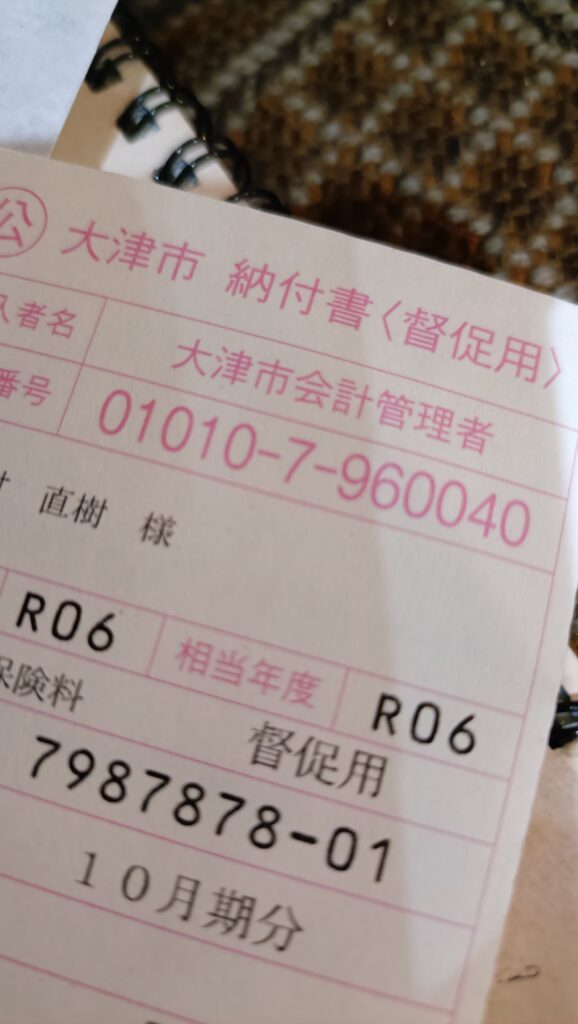 公 大津市 納付書〈督促用〉
入者名 大津市会計管理者
番号 01010-7-960040
直樹 様
R06 相当年度 R06
保険料 督促用
7987878-01
10月期分